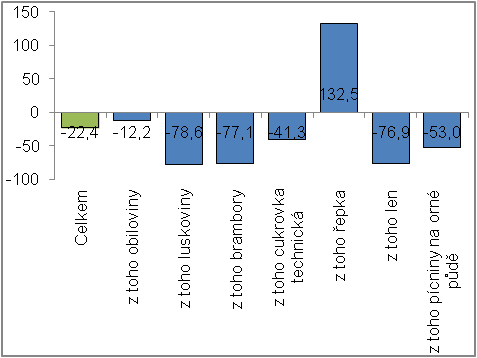 150
100
50
0
-50
-100
-22,4
-12,2
-78,6
-77,1
-41,3
132,5
-76,9
-53,0
Celkem
z toho obiloviny
z toho luskoviny
z toho brambory
z toho cukrovka
technická
z toho řepka
z toho len
z toho pícniny na orné
půdě